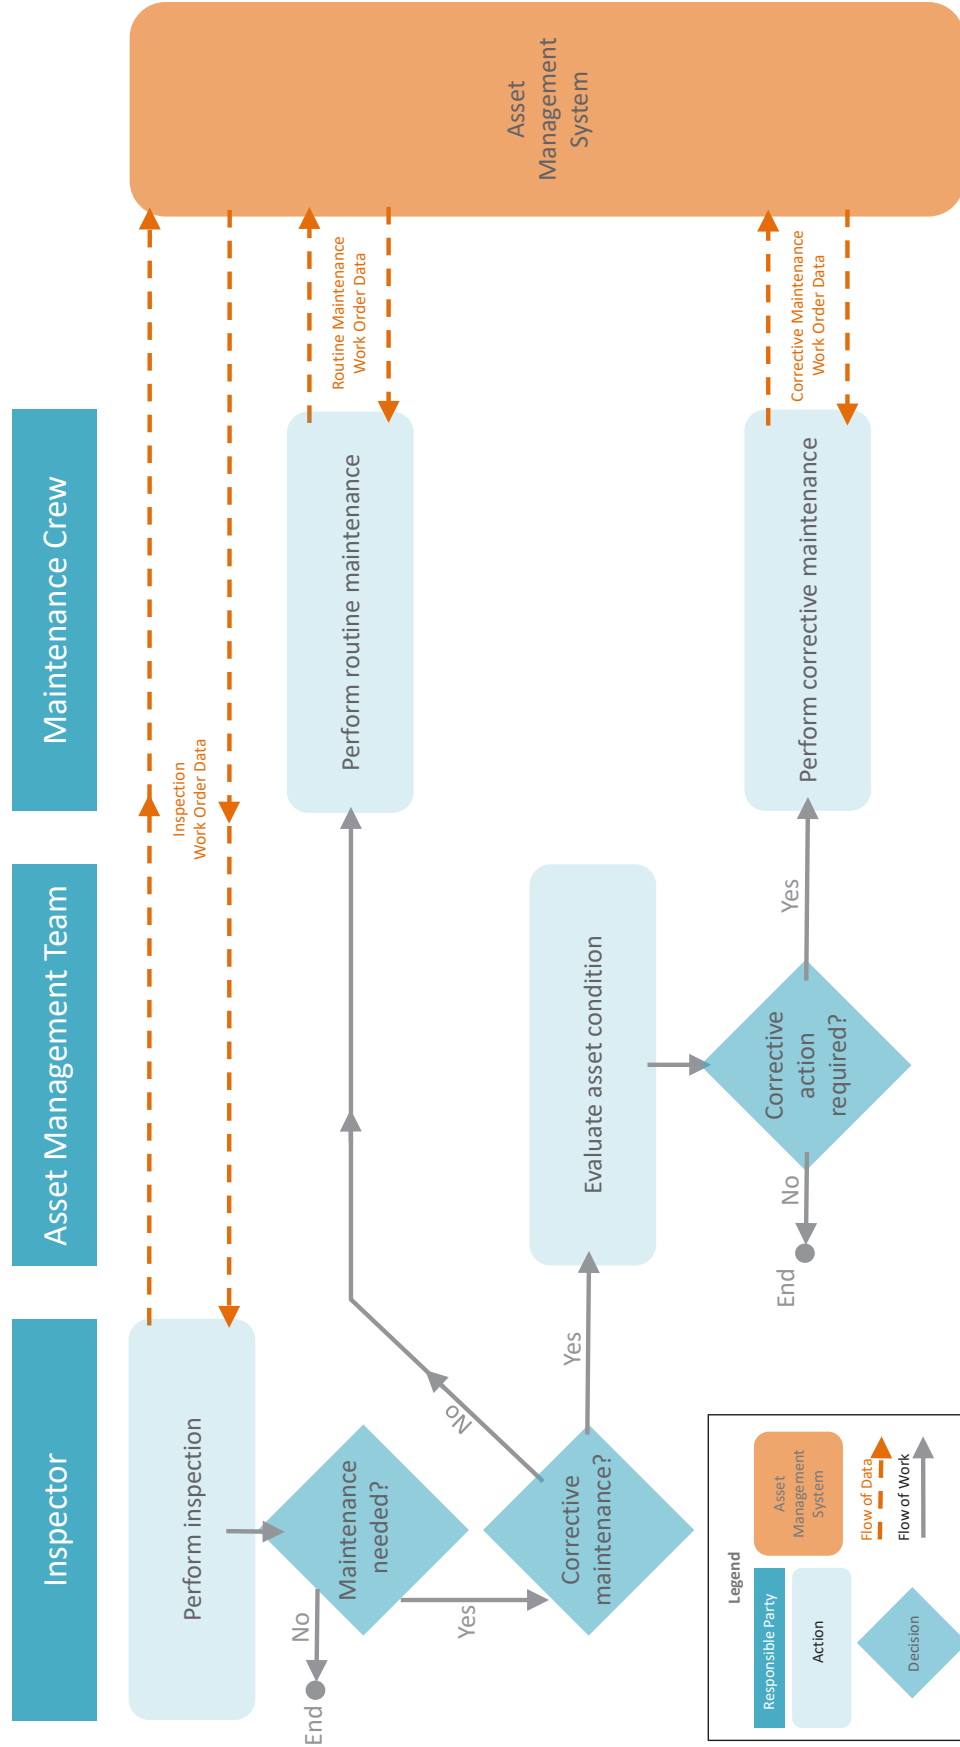 Inspector
Asset Management Team
Maintenance Crew
Perform inspection
Inspection
Work Order Data
Asset
Management
System
Maintenance
needed?
No
End
Yes
No
Perform routine maintenance
Routine Maintenance
Work Order Data
Corrective
maintenance?
Yes
Evaluate asset condition
Corrective
action
required?
No
End
Yes
Perform corrective maintenance
Corrective Maintenance
Work Order Data
Legend
Responsible Party
Action
Decision
Asset
Management
System
Flow of Data
Flow of Work